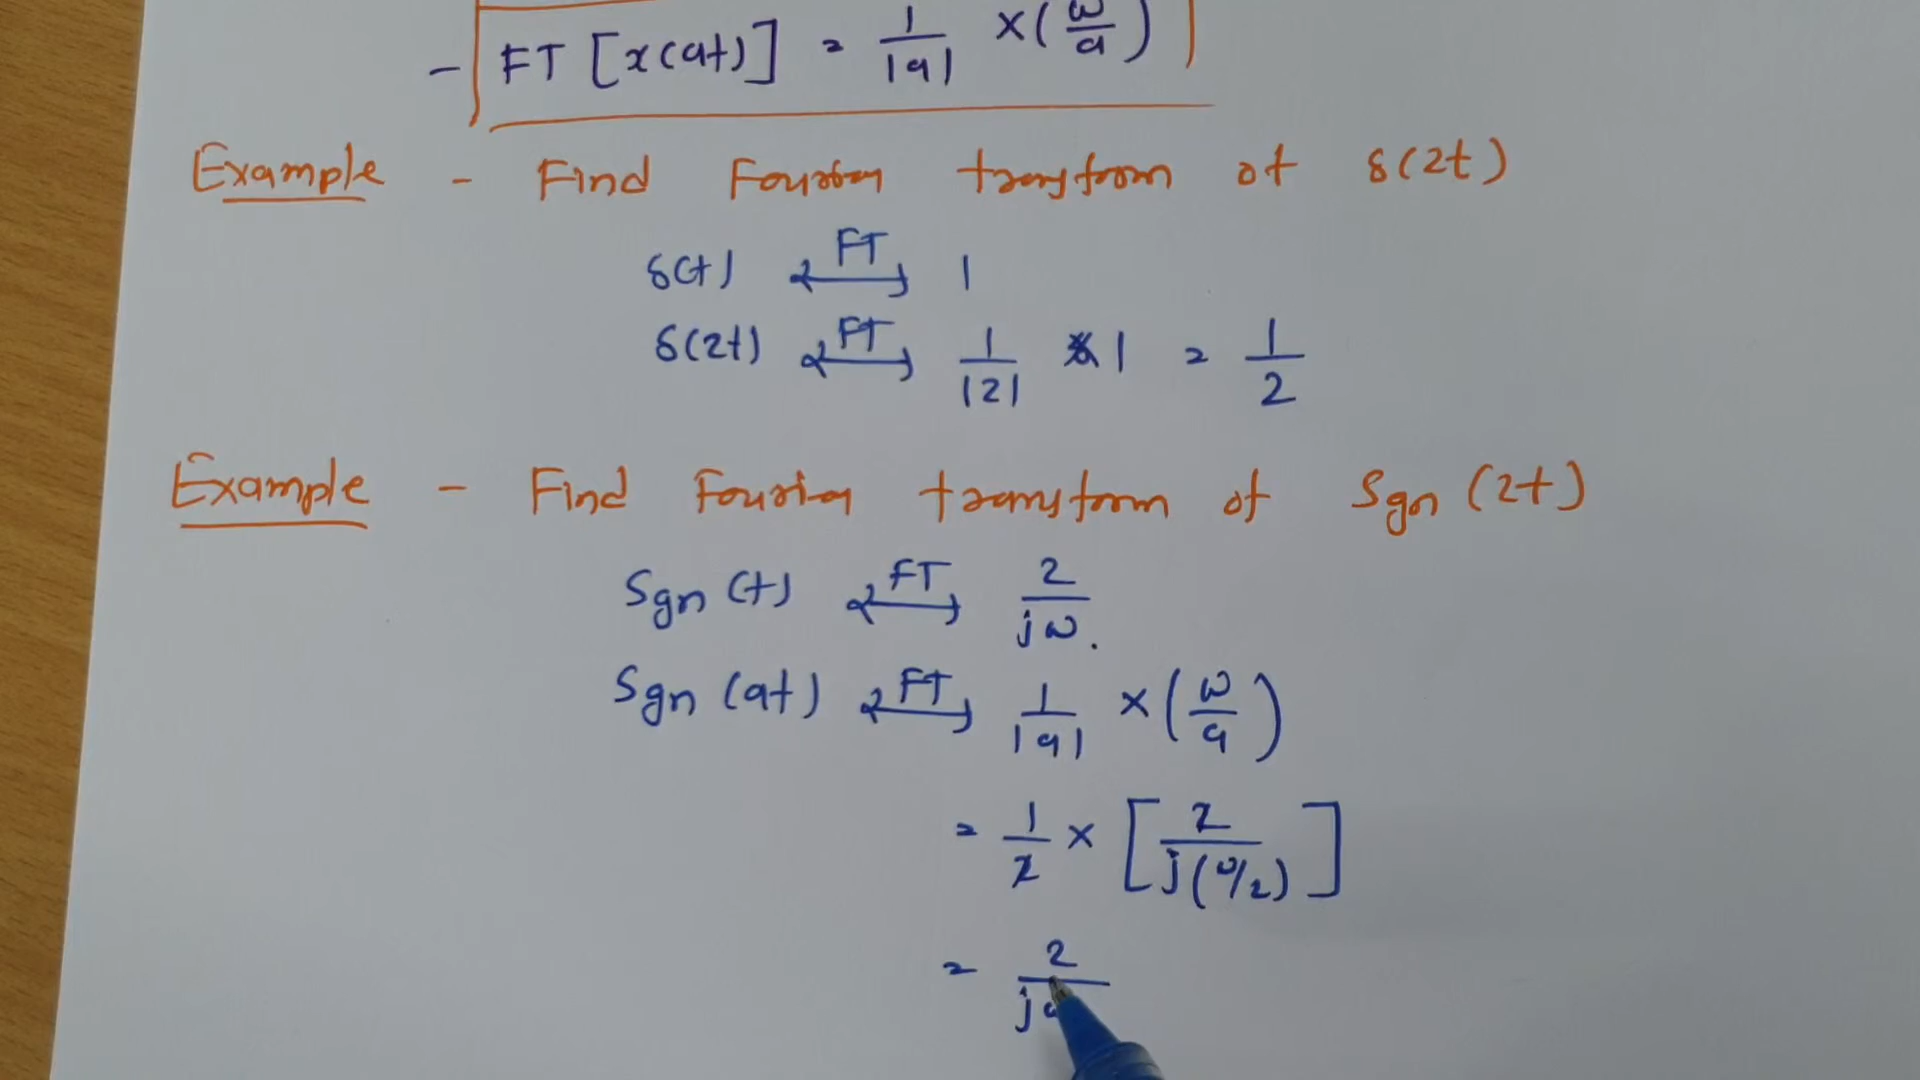 - FT [x(at)] = 1/|a| X(ω/a)
Example - Find Fourier transform of δ(2t)
δ(t) ←FT→ 1
δ(2t) ←FT→ 1/|2| × 1 = 1/2
Example - Find Fourier transform of Sgn (2t)
Sgn (t) ←FT→ 2/jω.
Sgn (at) ←FT→ 1/|a| X(ω/a)
= 1/2 × [2/j(ω/2)]
= 2/j